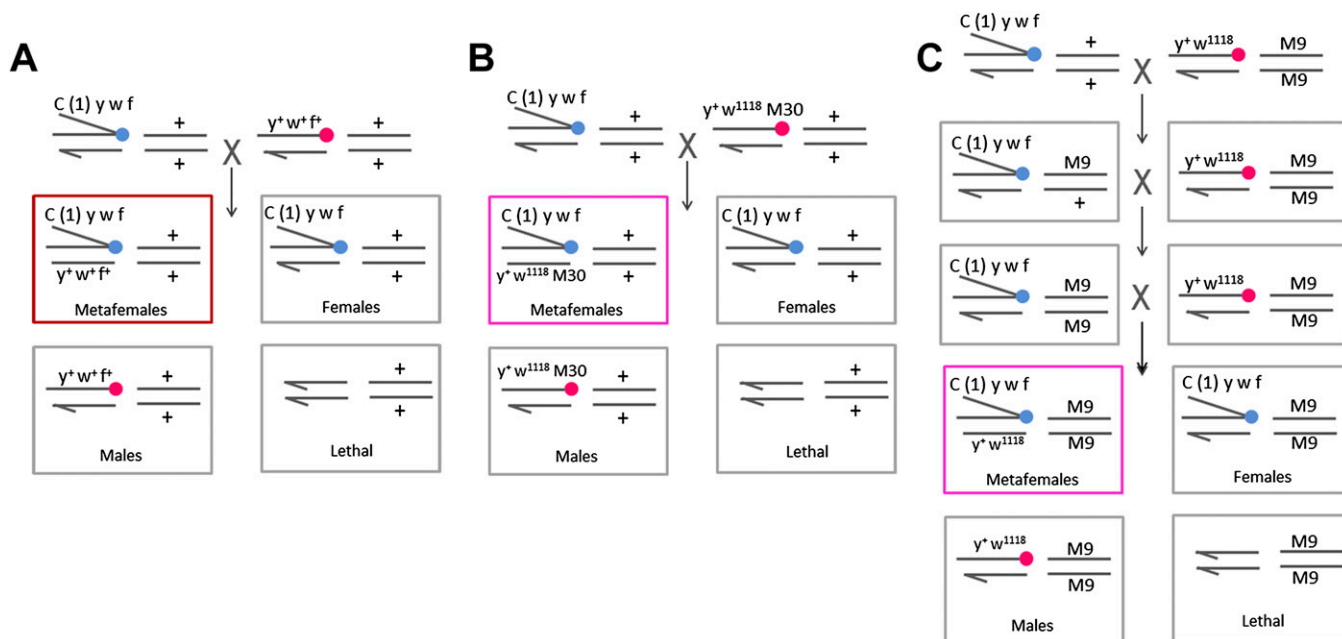 A
C (1) y w f
+
+
y⁺ w⁺ f⁺
+
+
X
C (1) y w f
+
+
y⁺ w⁺ f⁺
Metafemales
C (1) y w f
+
+
Females
y⁺ w⁺ f⁺
+
+
Males
+
+
Lethal
B
C (1) y w f
+
+
y⁺ w¹¹¹⁸ M30
+
+
X
C (1) y w f
+
+
y⁺ w¹¹¹⁸ M30
Metafemales
C (1) y w f
+
+
Females
y⁺ w¹¹¹⁸ M30
+
+
Males
+
+
Lethal
C
C (1) y w f
+
+
y⁺ w¹¹¹⁸
M9
M9
X
C (1) y w f
M9
+
y⁺ w¹¹¹⁸
M9
M9
X
C (1) y w f
M9
M9
y⁺ w¹¹¹⁸
M9
M9
X
C (1) y w f
M9
M9
y⁺ w¹¹¹⁸
Metafemales
C (1) y w f
M9
M9
Females
y⁺ w¹¹¹⁸
M9
M9
Males
M9
M9
Lethal